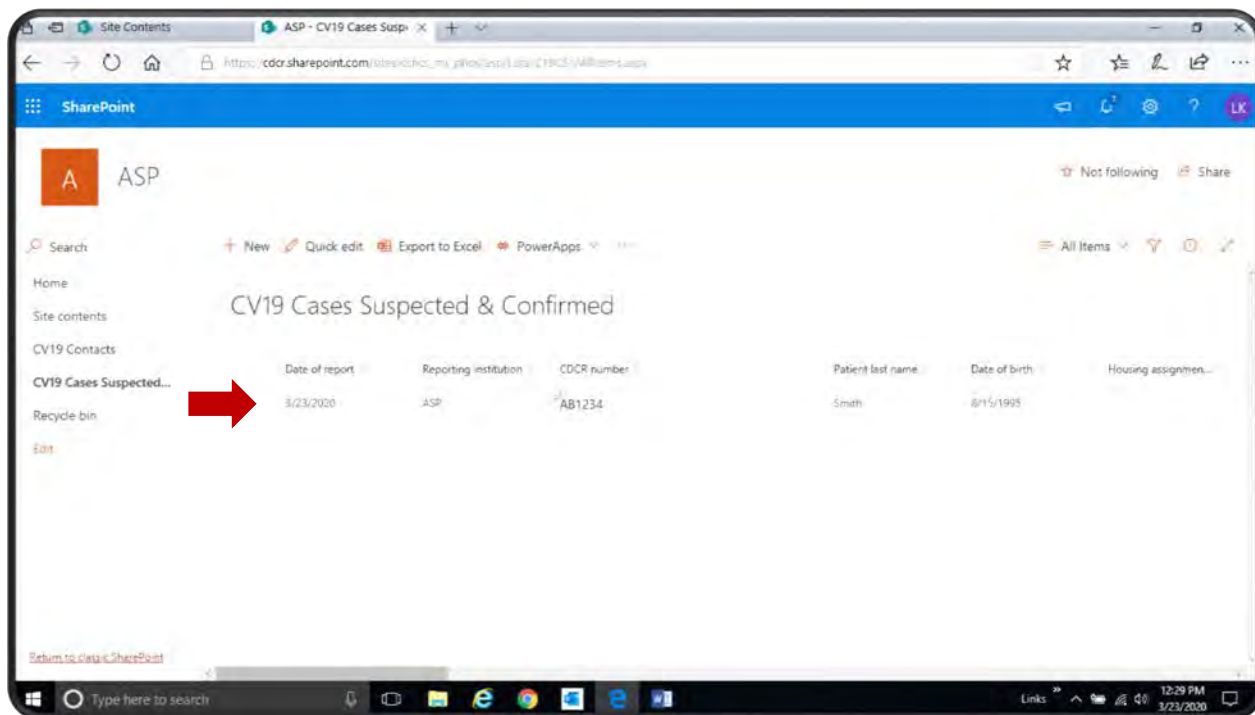 Site Contents
ASP - CV19 Cases Susp
https://cdcr.sharepoint.com/
SharePoint
LK
A
ASP
Not following
Share
Search
New
Quick edit
Export to Excel
PowerApps
All Items
Home
Site contents
CV19 Contacts
CV19 Cases Suspected...
Recycle bin
Edit
CV19 Cases Suspected & Confirmed
Date of report
Reporting institution
CDCR number
Patient last name
Date of birth
Housing assignmen...
3/23/2020
ASP
AB1234
Smith
8/15/1995
Return to classic SharePoint
Type here to search
Links
12:29 PM
3/23/2020